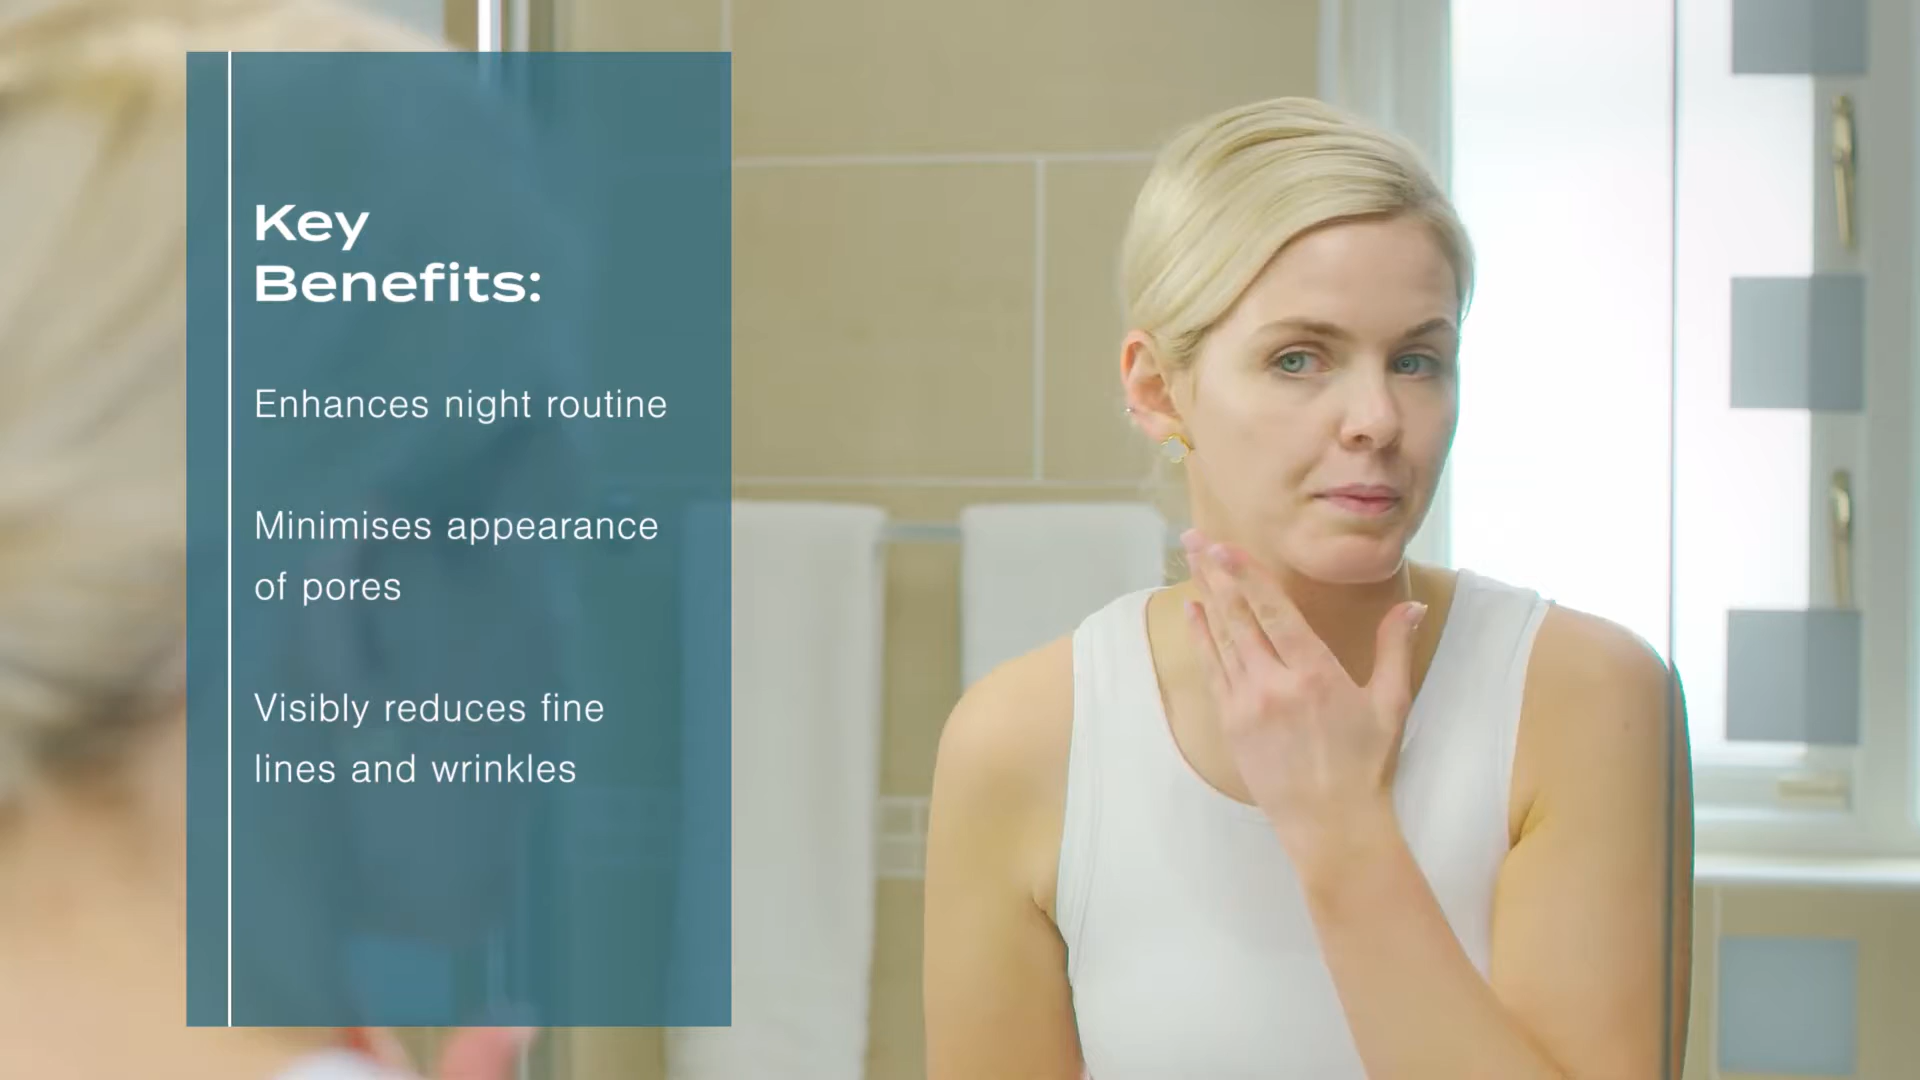 Key
Benefits:
Enhances night routine
Minimises appearance
of pores
Visibly reduces fine
lines and wrinkles